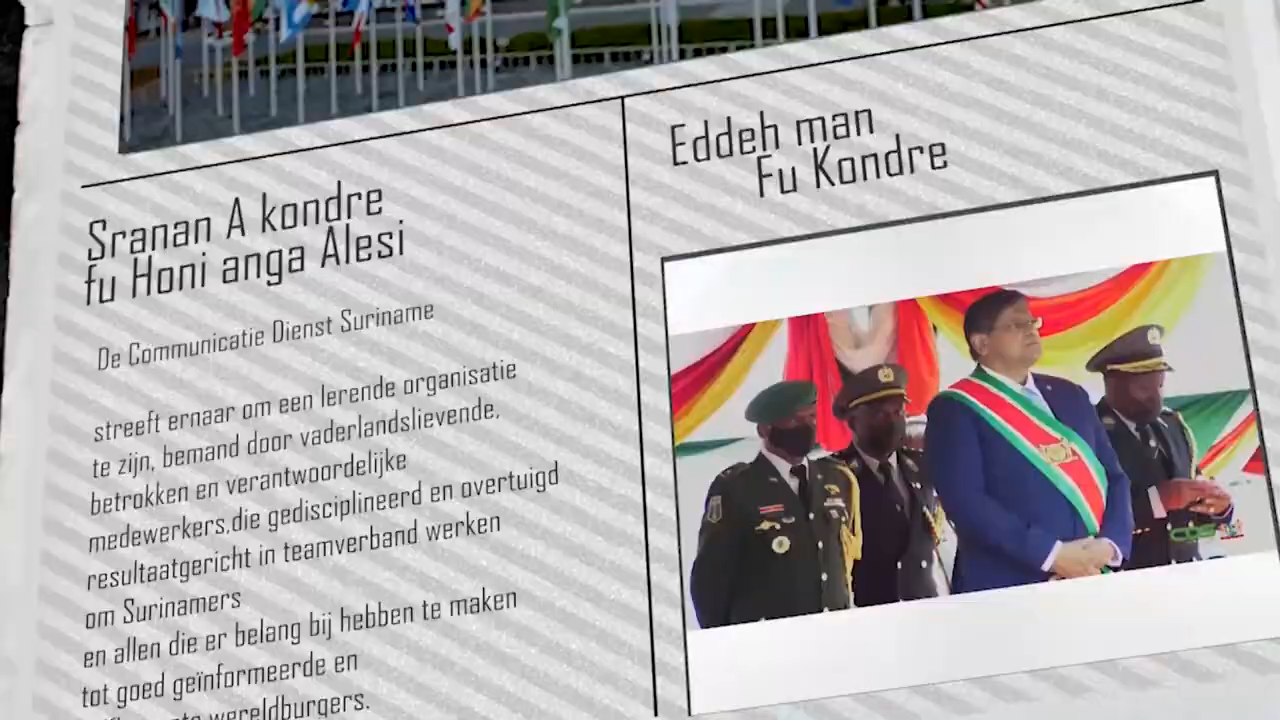 Sranan A kondre
fu Honi anga Alesi
De Communicatie Dienst Suriname
streeft ernaar om een lerende organisatie
te zijn, bemand door vaderlandslievende,
betrokken en verantwoordelijke
medewerkers,die gedisciplineerd en overtuigd
resultaatgericht in teamverband werken
om Surinamers
en allen die er belang bij hebben te maken
tot goed geïnformeerde en
wereldburgers.
Eddeh man
Fu Kondre